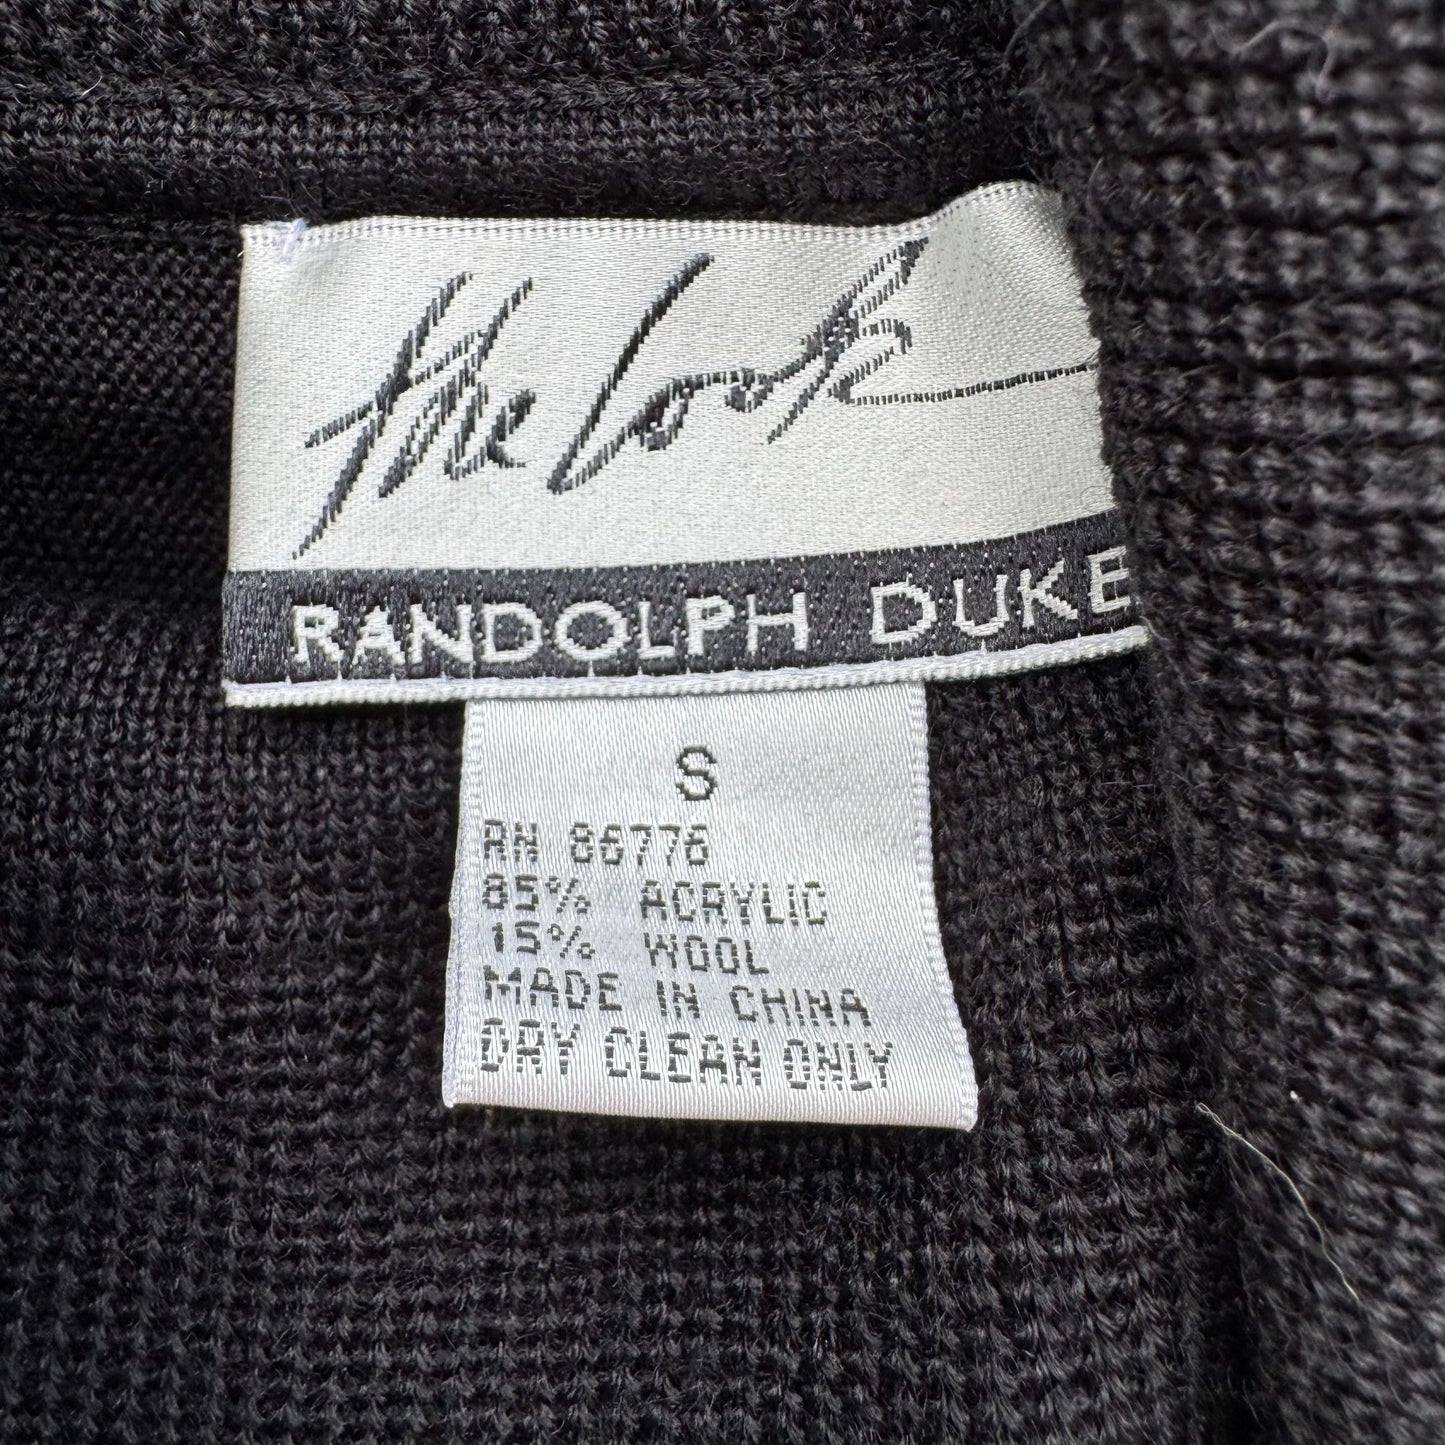 the look
RANDOLPH DUKE
S
RN 86776
85% ACRYLIC
15% WOOL
MADE IN CHINA
DRY CLEAN ONLY